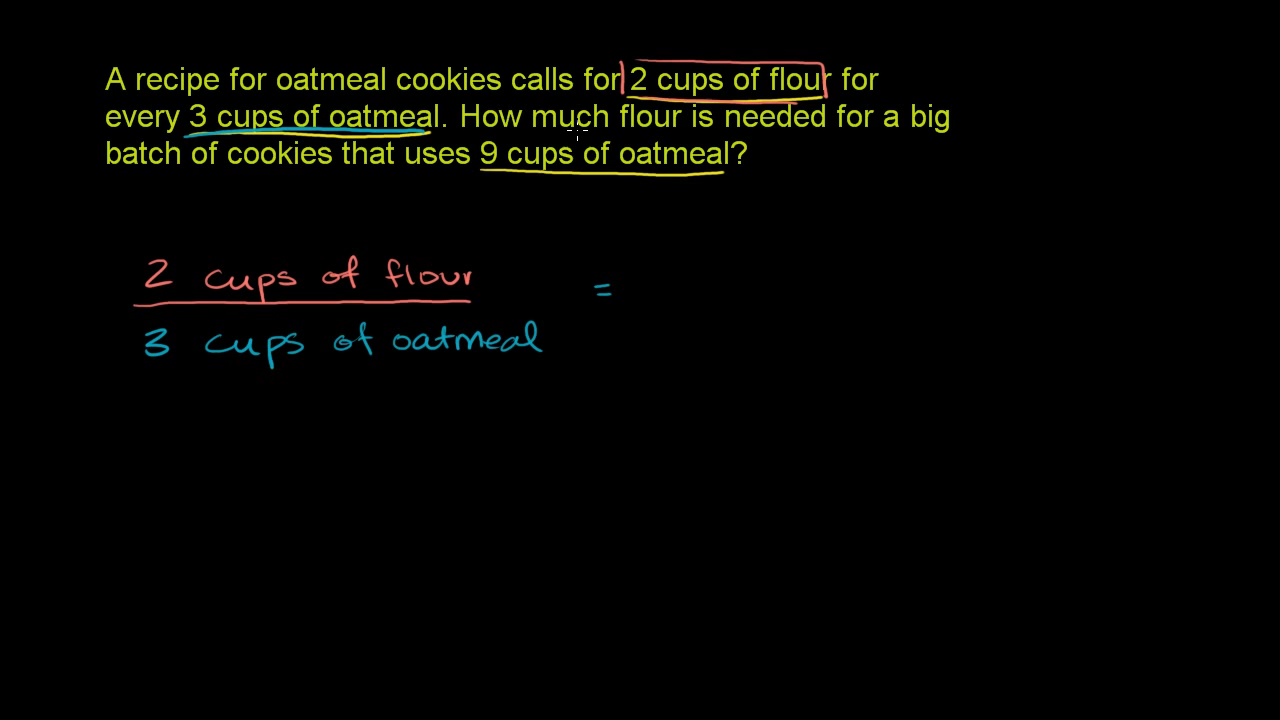 A recipe for oatmeal cookies calls for 2 cups of flour for
every 3 cups of oatmeal. How much flour is needed for a big
batch of cookies that uses 9 cups of oatmeal?
2 cups of flour =
3 cups of oatmeal